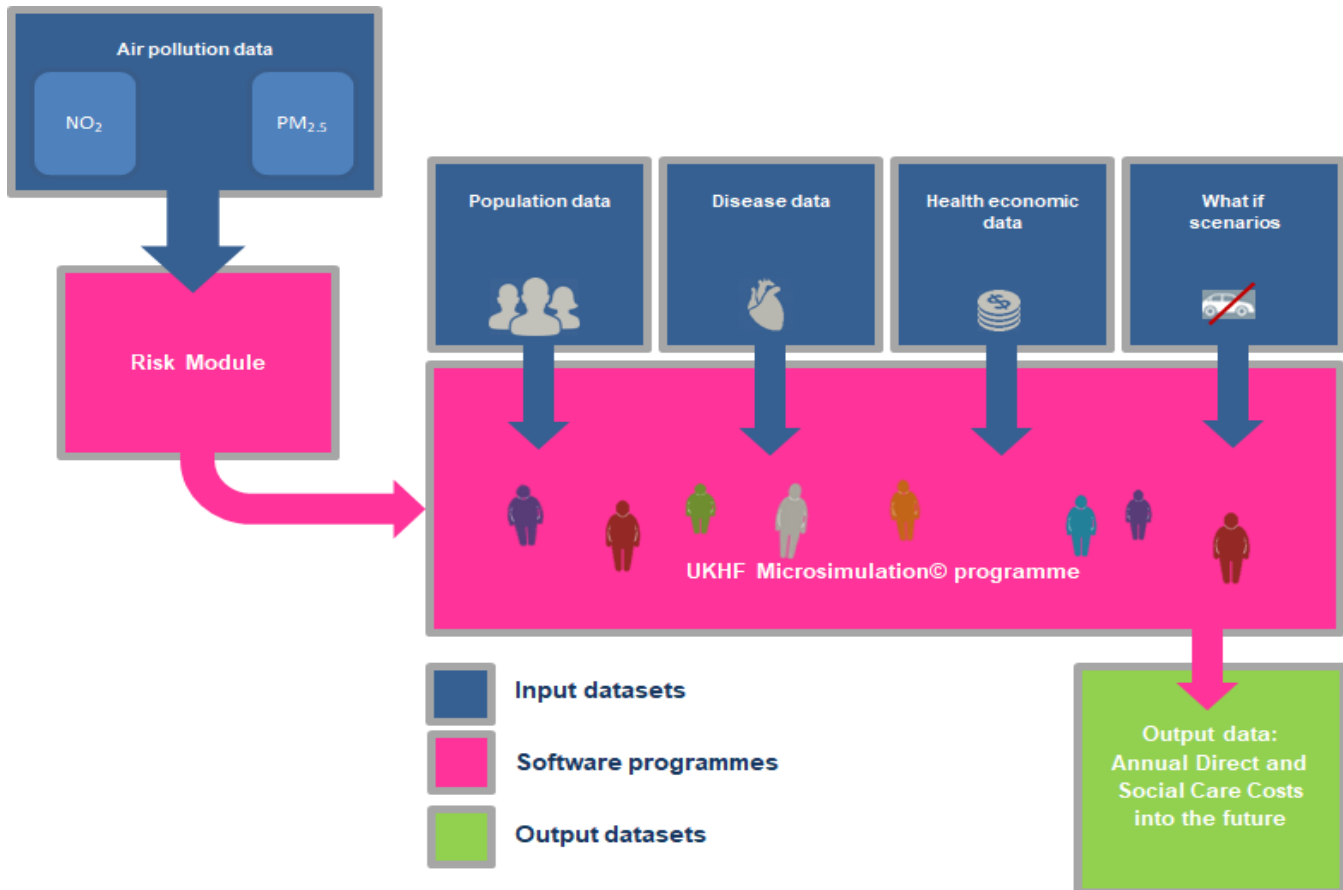 Air pollution data
NO₂
PM₂.₅
Population data
Disease data
Health economic
data
What if
scenarios
$
Risk Module
UKHF Microsimulation© programme
Input datasets
Software programmes
Output datasets
Output data:
Annual Direct and
Social Care Costs
into the future